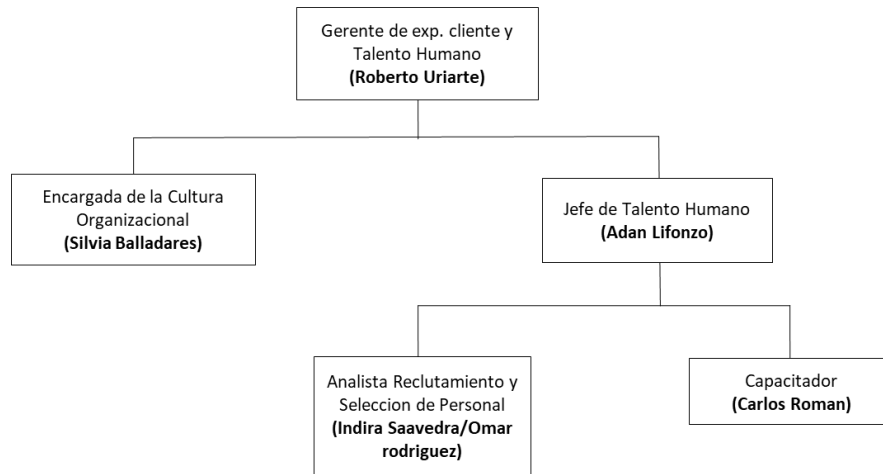 Gerente de exp. cliente y
Talento Humano
(Roberto Uriarte)
Encargada de la Cultura
Organizacional
(Silvia Balladares)
Jefe de Talento Humano
(Adan Lifonzo)
Analista Reclutamiento y
Seleccion de Personal
(Indira Saavedra/Omar
rodriguez)
Capacitador
(Carlos Roman)